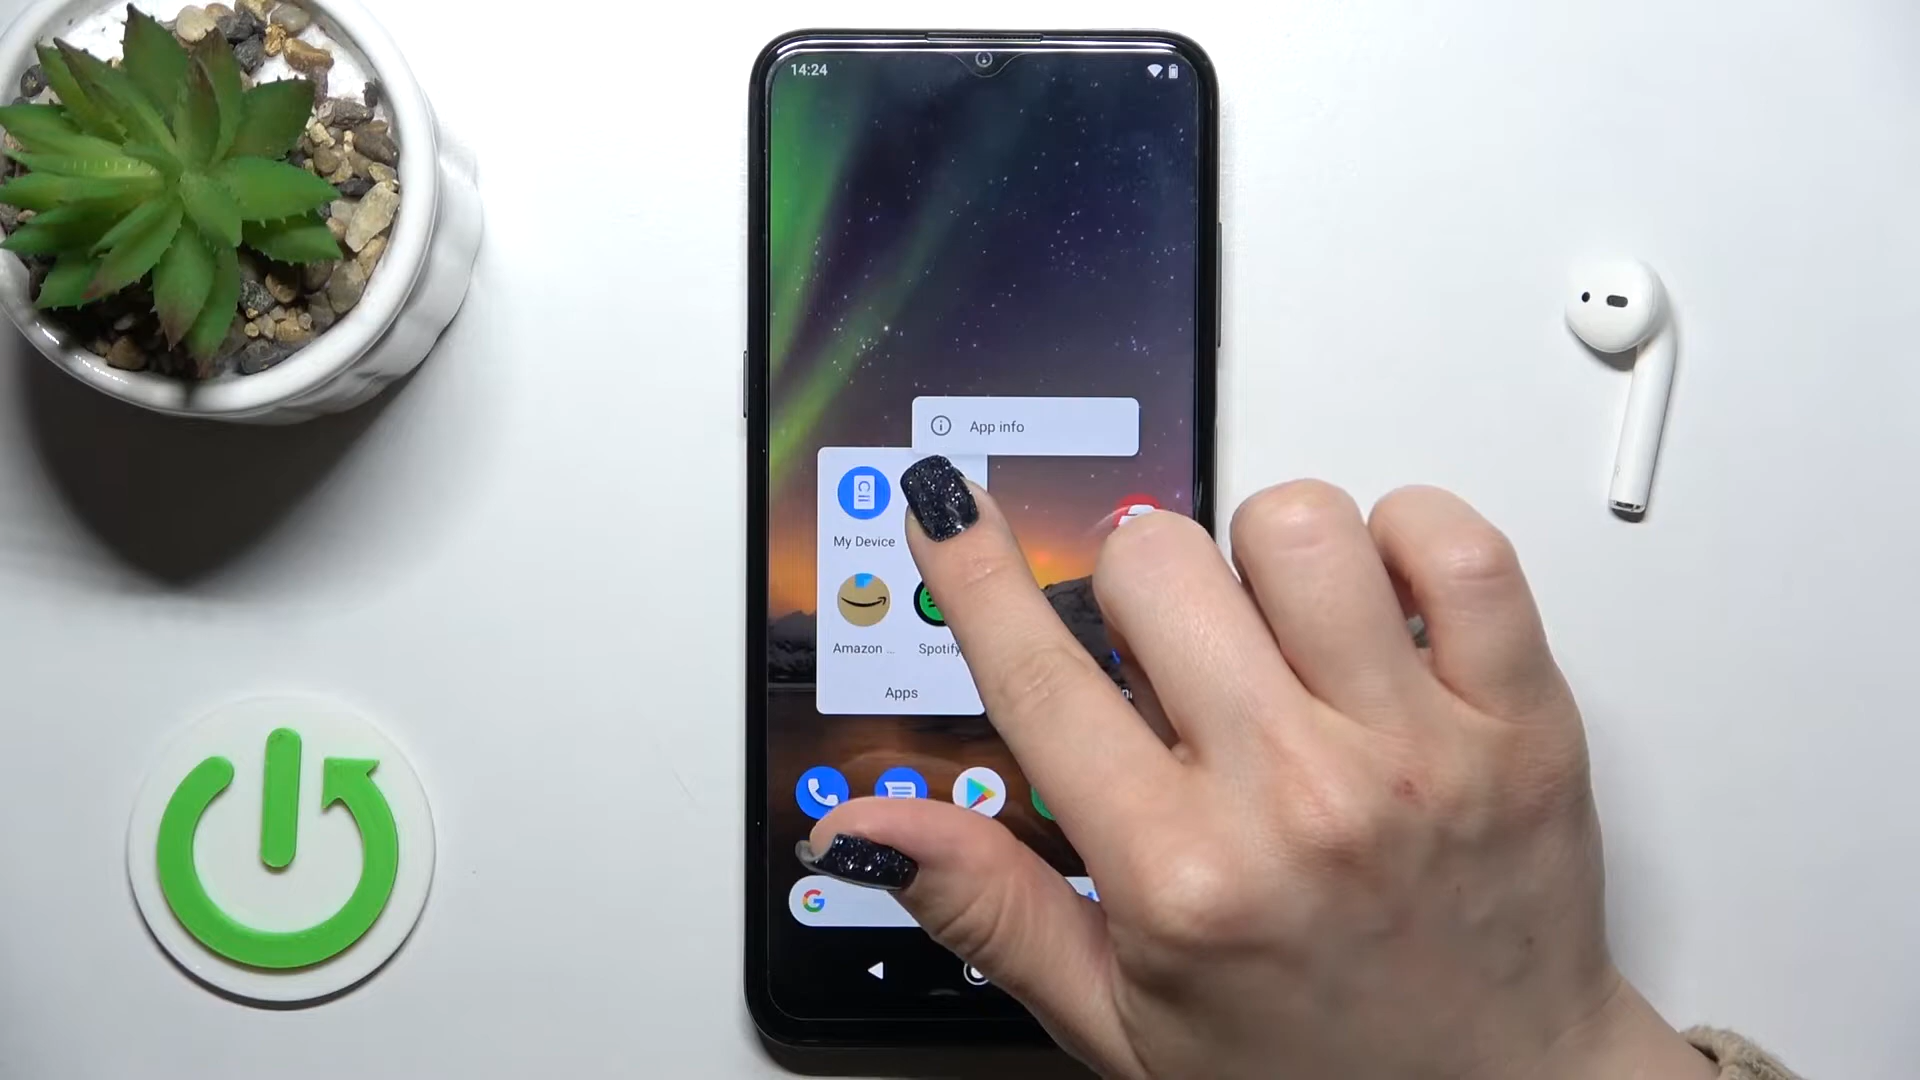 14:24
App info
My Device
Amazon ...
Spotify
Apps
G